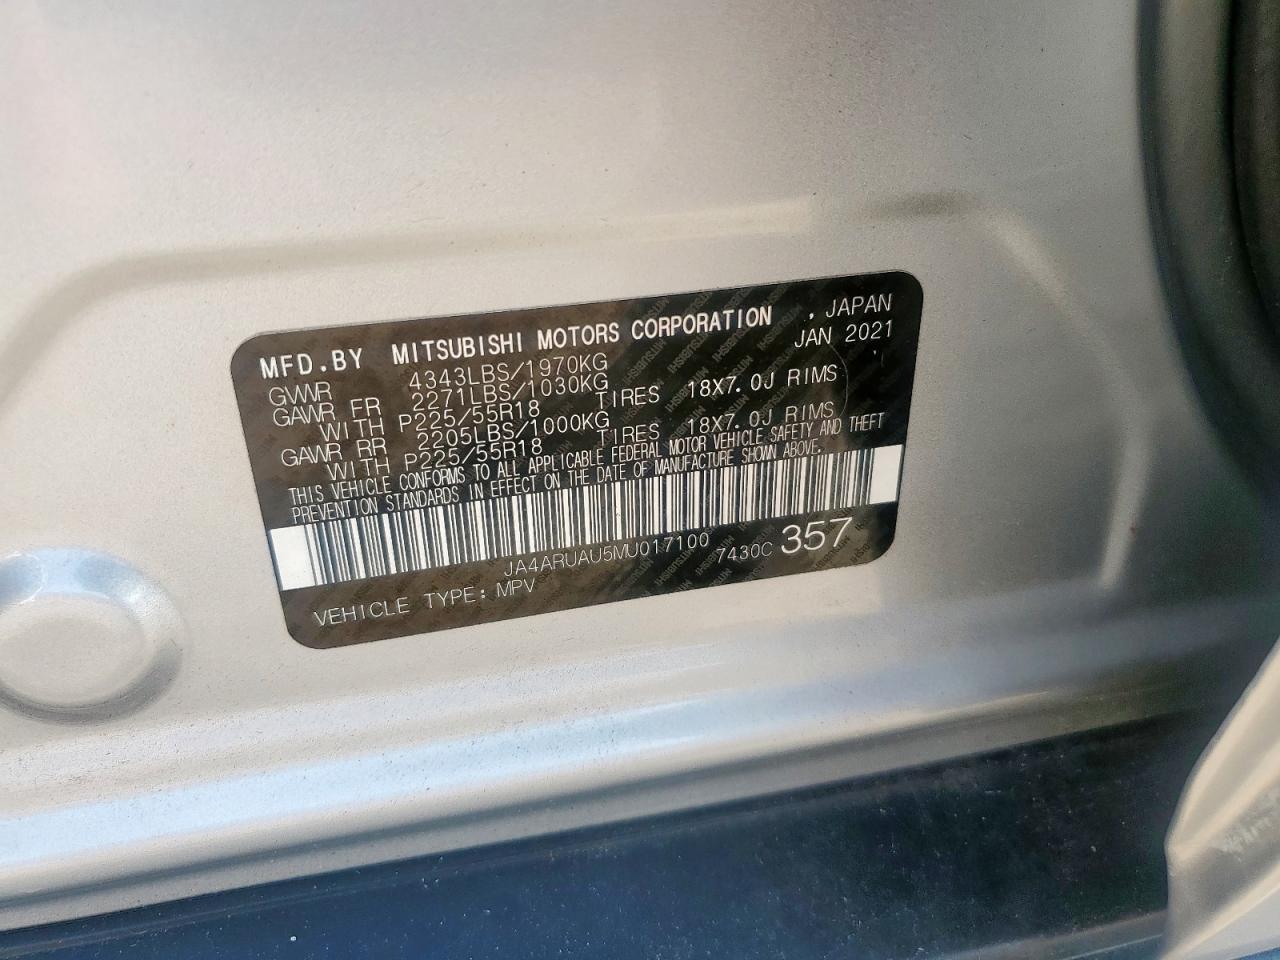 MFD.BY MITSUBISHI MOTORS CORPORATION , JAPAN
JAN 2021
GVWR 4343LBS/1970KG
GAWR FR 2271LBS/1030KG
WITH P225/55R18 TIRES 18X7.0J RIMS
GAWR RR 2205LBS/1000KG
WITH P225/55R18 TIRES 18X7.0J RIMS
THIS VEHICLE CONFORMS TO ALL APPLICABLE FEDERAL MOTOR VEHICLE SAFETY AND THEFT
PREVENTION STANDARDS IN EFFECT ON THE DATE OF MANUFACTURE SHOWN ABOVE.
JA4ARUAU5MU017100
7430C 357
VEHICLE TYPE: MPV